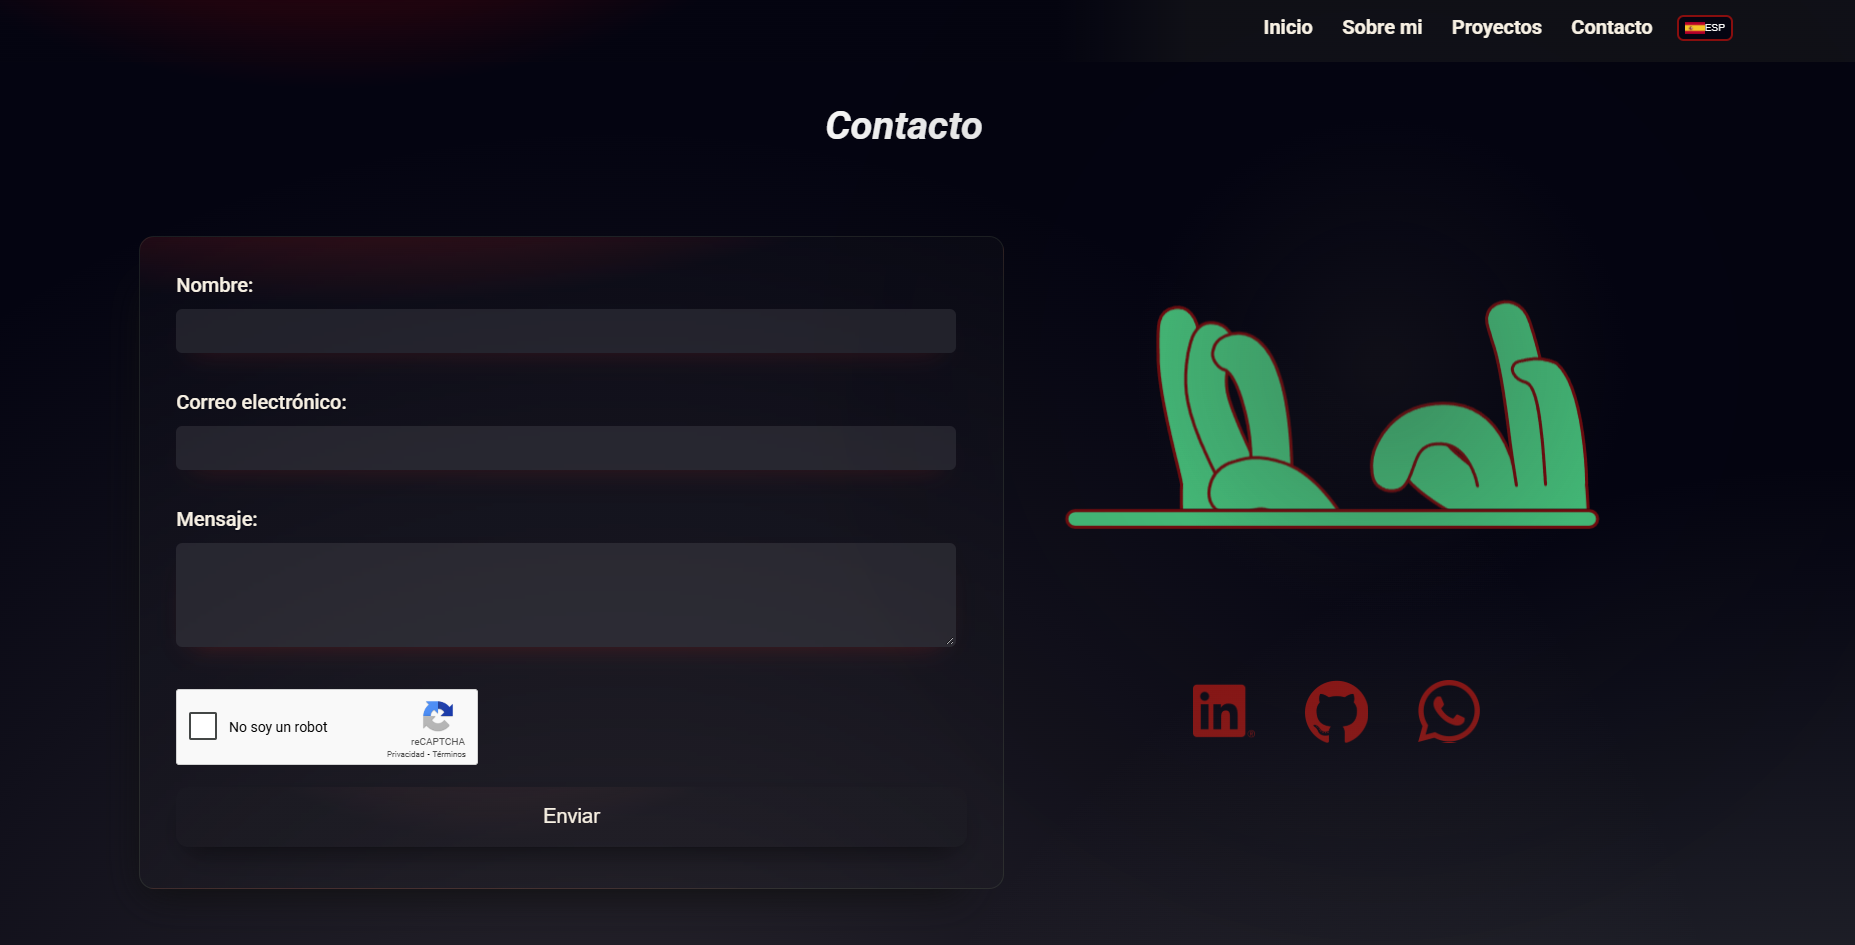 Inicio Sobre mi Proyectos Contacto ESP
Contacto
Nombre:
Correo electrónico:
Mensaje:
No soy un robot
reCAPTCHA
Privacidad - Términos
Enviar
in®